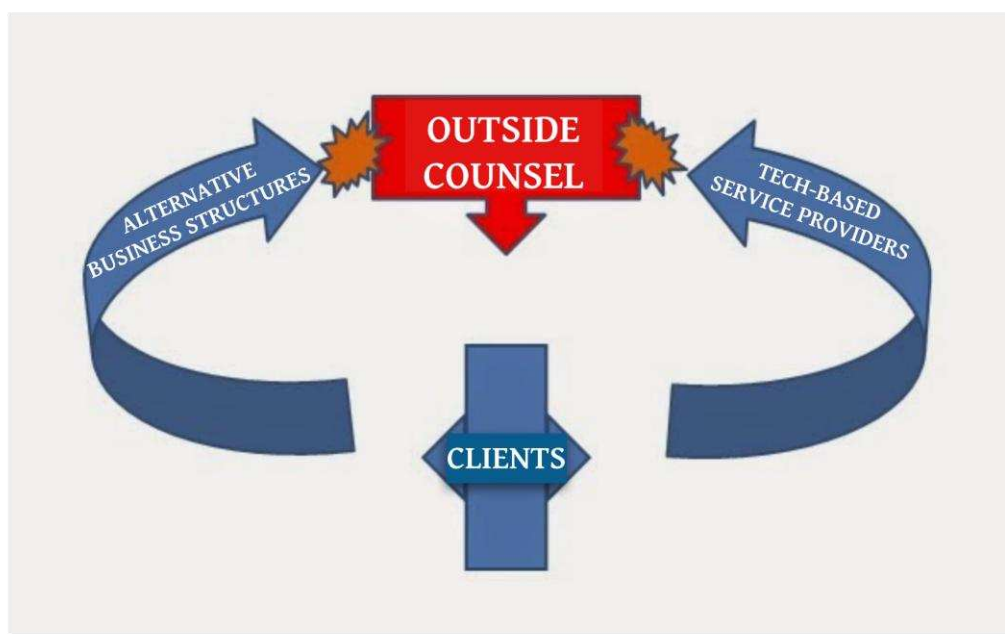 OUTSIDE
COUNSEL
ALTERNATIVE
BUSINESS STRUCTURES
TECH-BASED
SERVICE PROVIDERS
CLIENTS